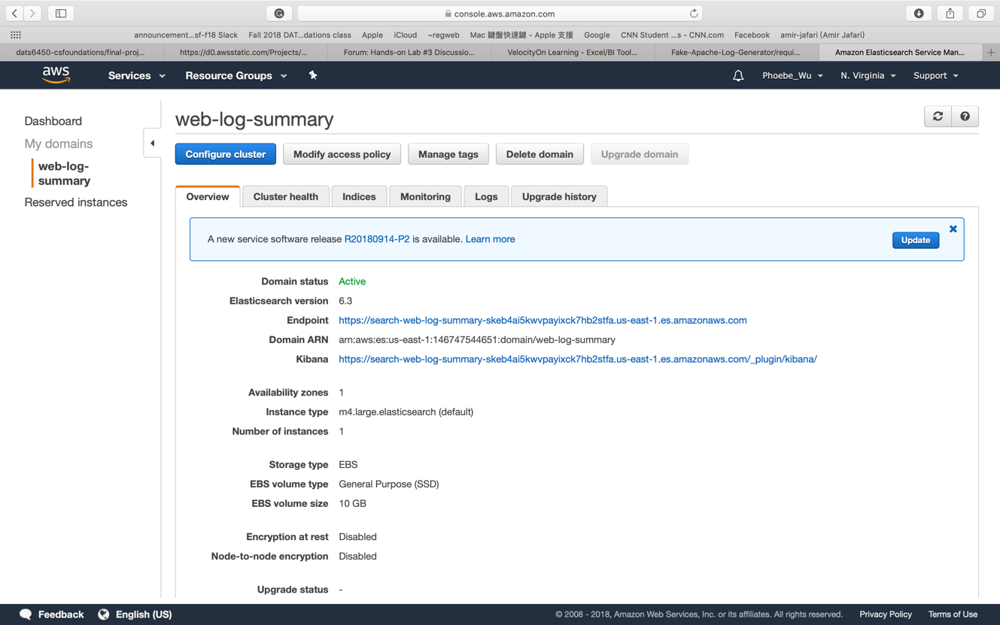 console.aws.amazon.com
announcement...sf-f18 Slack Fall 2018 DAT...dations class Apple iCloud ~regweb Mac 鍵盤快速鍵 - Apple 支援 Google CNN Student ...s - CNN.com Facebook amir-jafari (Amir Jafari)
dats6450-csfoundations/final-proj... https://d0.awsstatic.com/Projects/... Forum: Hands-on Lab #3 Discussio... VelocityOn Learning - Excel/BI Tool... Fake-Apache-Log-Generator/requi... Amazon Elasticsearch Service Man...
aws Services Resource Groups Phoebe_Wu N. Virginia Support
Dashboard
My domains
web-log-
summary
Reserved instances
web-log-summary
Configure cluster Modify access policy Manage tags Delete domain Upgrade domain
Overview Cluster health Indices Monitoring Logs Upgrade history
A new service software release R20180914-P2 is available. Learn more Update
Domain status Active
Elasticsearch version 6.3
Endpoint https://search-web-log-summary-skeb4ai5kwvpayixck7hb2stfa.us-east-1.es.amazonaws.com
Domain ARN arn:aws:es:us-east-1:146747544651:domain/web-log-summary
Kibana https://search-web-log-summary-skeb4ai5kwvpayixck7hb2stfa.us-east-1.es.amazonaws.com/_plugin/kibana/
Availability zones 1
Instance type m4.large.elasticsearch (default)
Number of instances 1
Storage type EBS
EBS volume type General Purpose (SSD)
EBS volume size 10 GB
Encryption at rest Disabled
Node-to-node encryption Disabled
Upgrade status -
Feedback English (US) © 2008 - 2018, Amazon Web Services, Inc. or its affiliates. All rights reserved. Privacy Policy Terms of Use